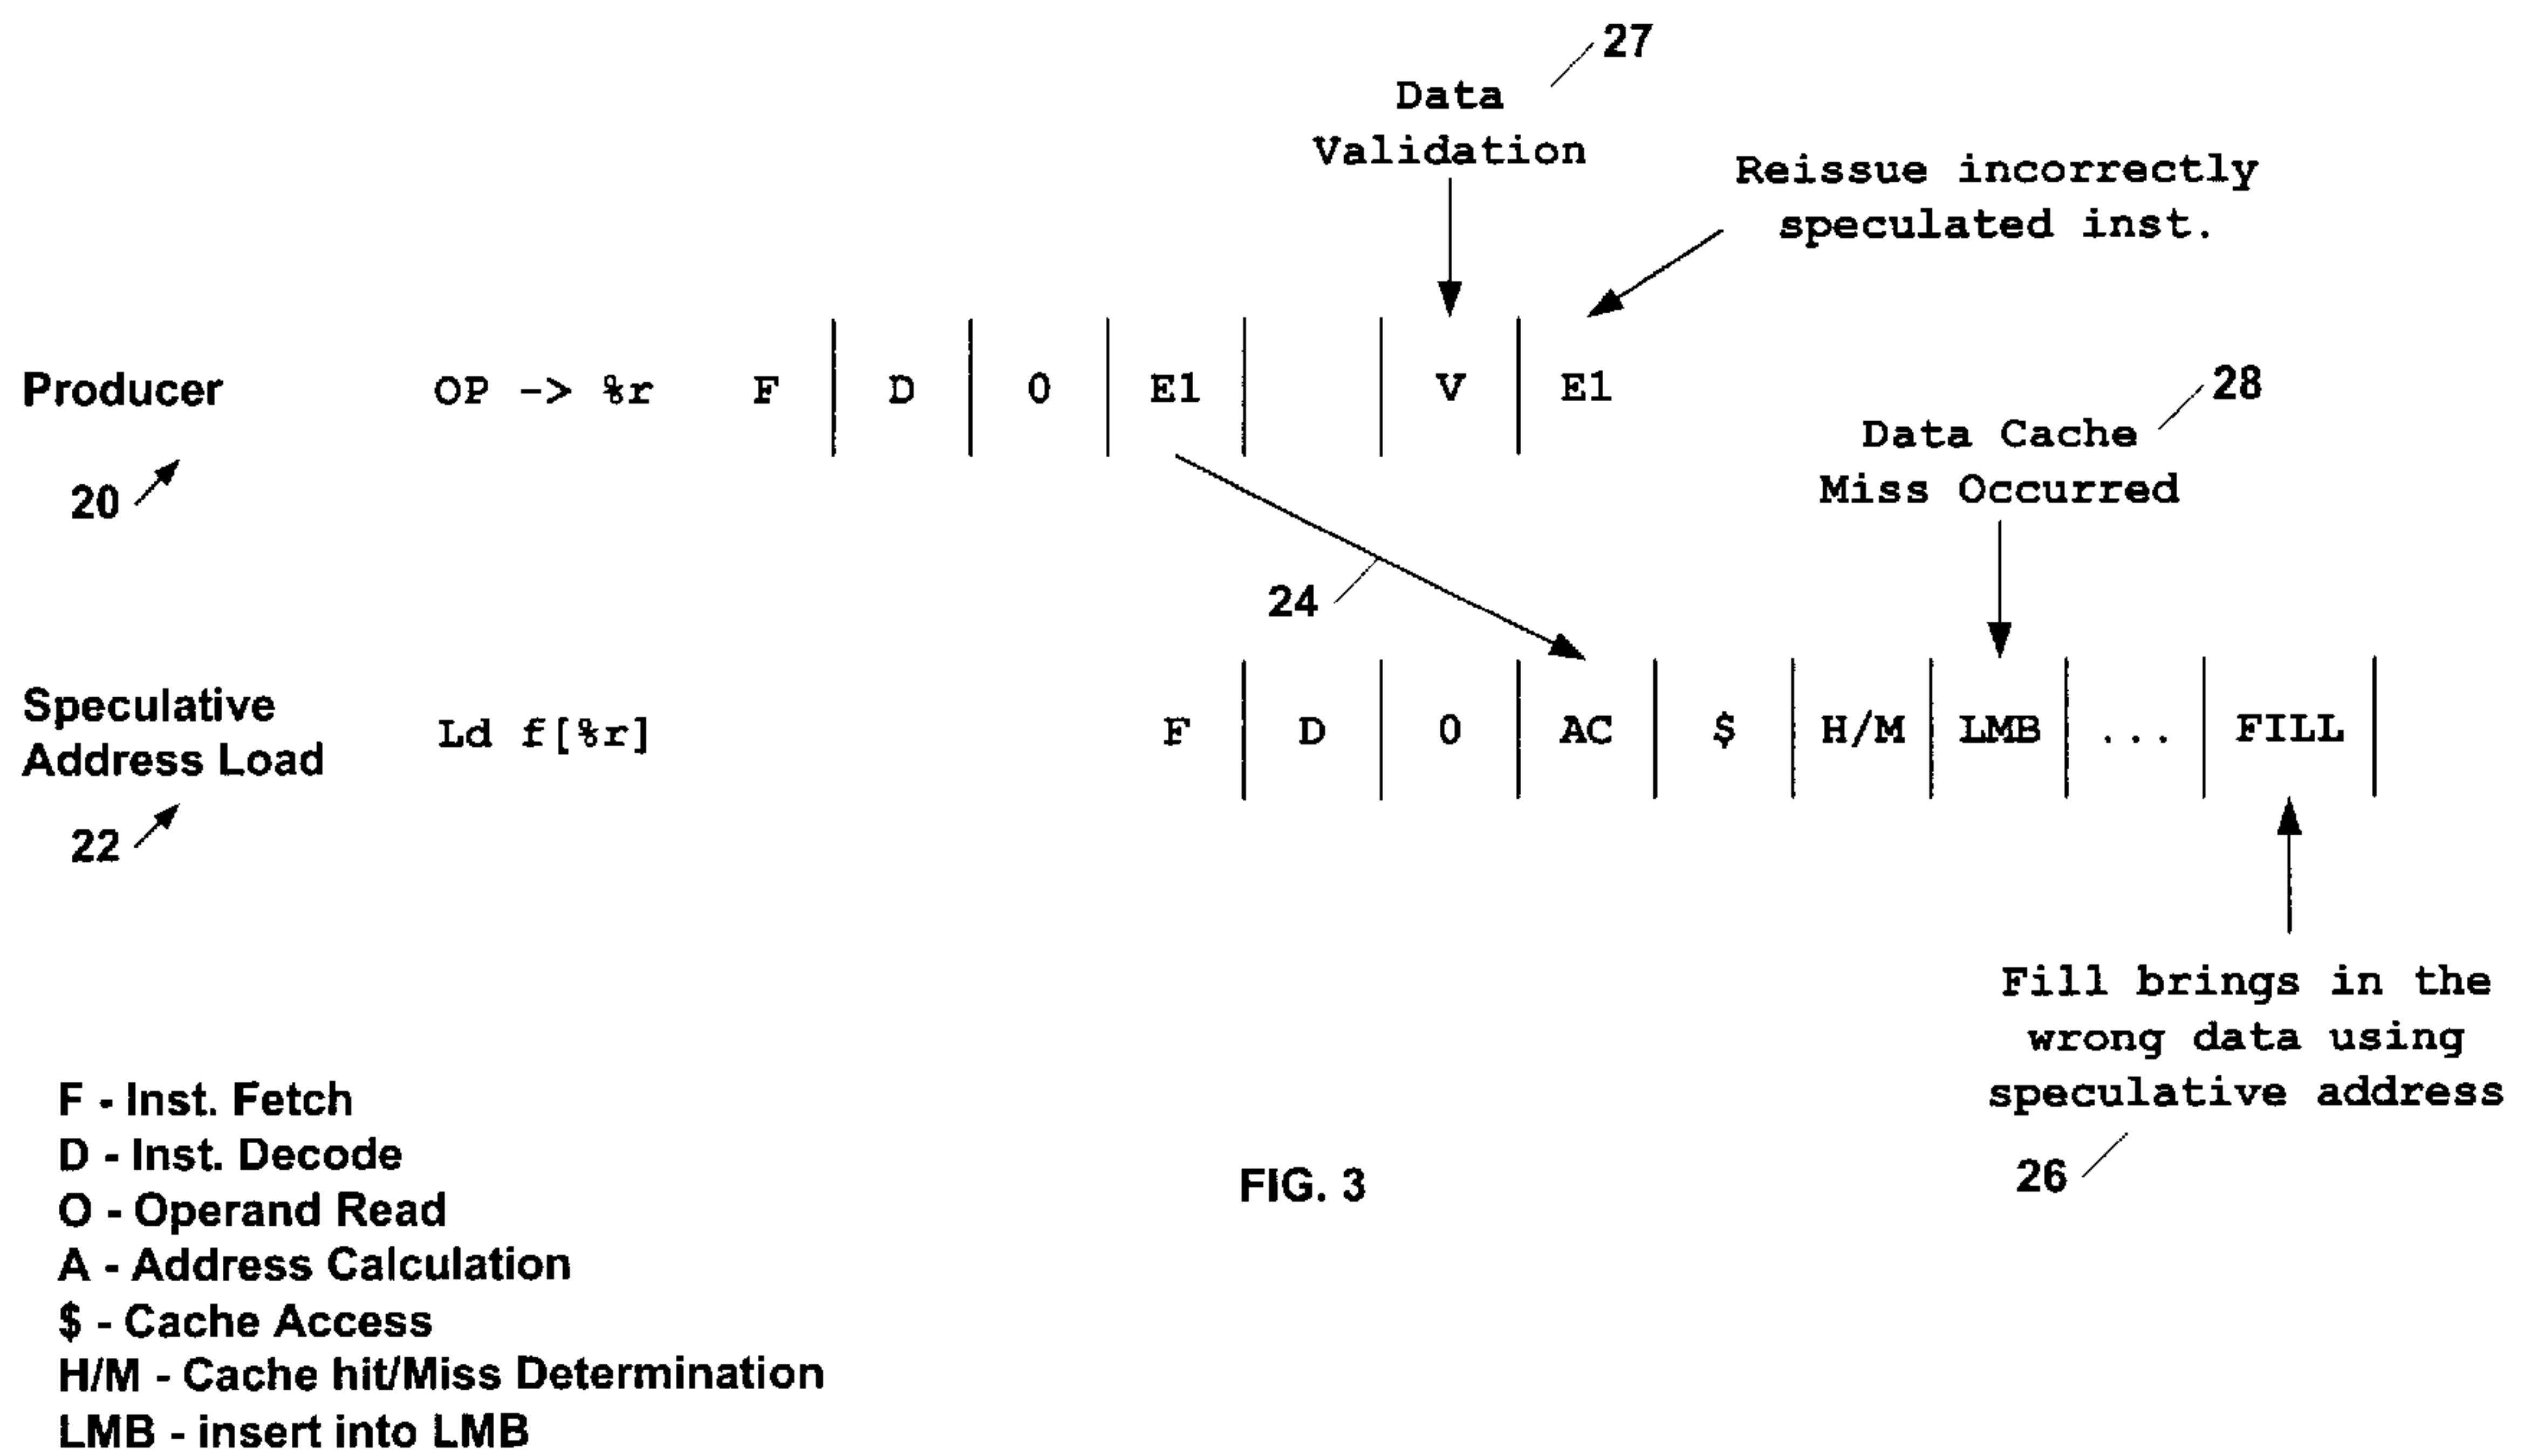 27
Data
Validation
Reissue incorrectly
speculated inst.
Producer OP -> %r F D O E1 V E1
20
28
Data Cache
Miss Occurred
24
Speculative
Address Load
Ld f[%r] F D O AC $ H/M LMB ... FILL
22
Fill brings in the
wrong data using
speculative address
26
F - Inst. Fetch
D - Inst. Decode
O - Operand Read
A - Address Calculation
$ - Cache Access
H/M - Cache hit/Miss Determination
LMB - insert into LMB
FIG. 3